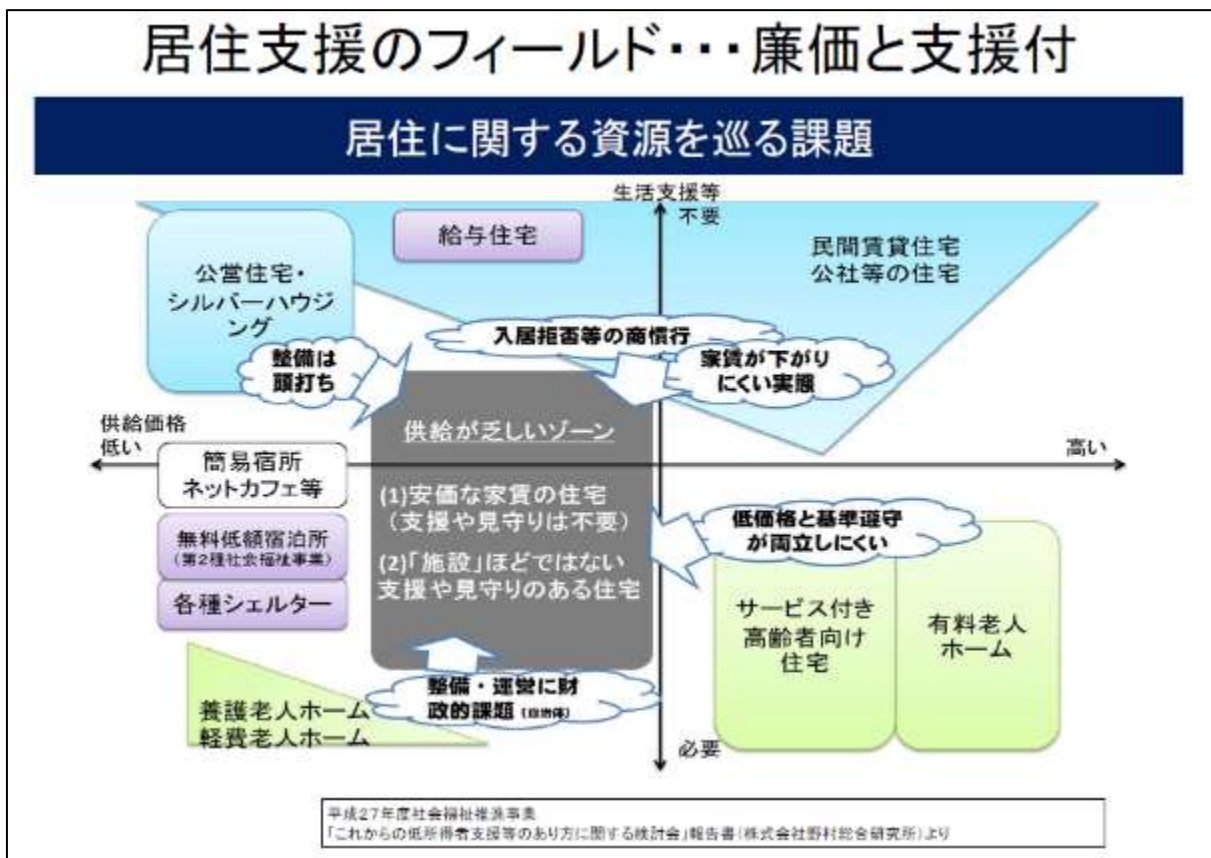 居住支援のフィールド･･･廉価と支援付
居住に関する資源を巡る課題
生活支援等
不要
給与住宅
民間賃貸住宅
公社等の住宅
公営住宅・
シルバーハウジ
ング
入居拒否等の商慣行
整備は
頭打ち
家賃が下がり
にくい実態
供給価格
低い
高い
供給が乏しいゾーン
簡易宿所
ネットカフェ等
(1)安価な家賃の住宅
（支援や見守りは不要）
(2)「施設」ほどではない
支援や見守りのある住宅
低価格と基準遵守
が両立しにくい
無料低額宿泊所
（第2種社会福祉事業）
各種シェルター
サービス付き
高齢者向け
住宅
有料老人
ホーム
整備・運営に財
政的課題（自治体）
養護老人ホーム
軽費老人ホーム
必要
平成27年度社会福祉推進事業
「これからの低所得者支援等のあり方に関する検討会」報告書（株式会社野村総合研究所）より